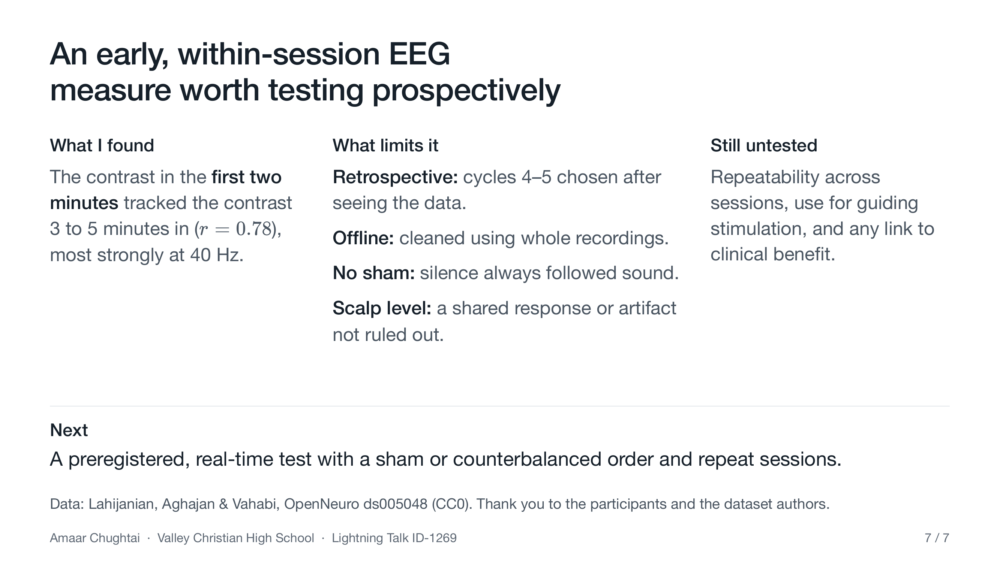 An early, within-session EEG
measure worth testing prospectively
What I found
The contrast in the first two
minutes tracked the contrast
3 to 5 minutes in (r = 0.78),
most strongly at 40 Hz.
What limits it
Retrospective: cycles 4–5 chosen after
seeing the data.
Offline: cleaned using whole recordings.
No sham: silence always followed sound.
Scalp level: a shared response or artifact
not ruled out.
Still untested
Repeatability across
sessions, use for guiding
stimulation, and any link to
clinical benefit.
Next
A preregistered, real-time test with a sham or counterbalanced order and repeat sessions.
Data: Lahijanian, Aghajan & Vahabi, OpenNeuro ds005048 (CC0). Thank you to the participants and the dataset authors.
Amaar Chughtai · Valley Christian High School · Lightning Talk ID-1269
7 / 7